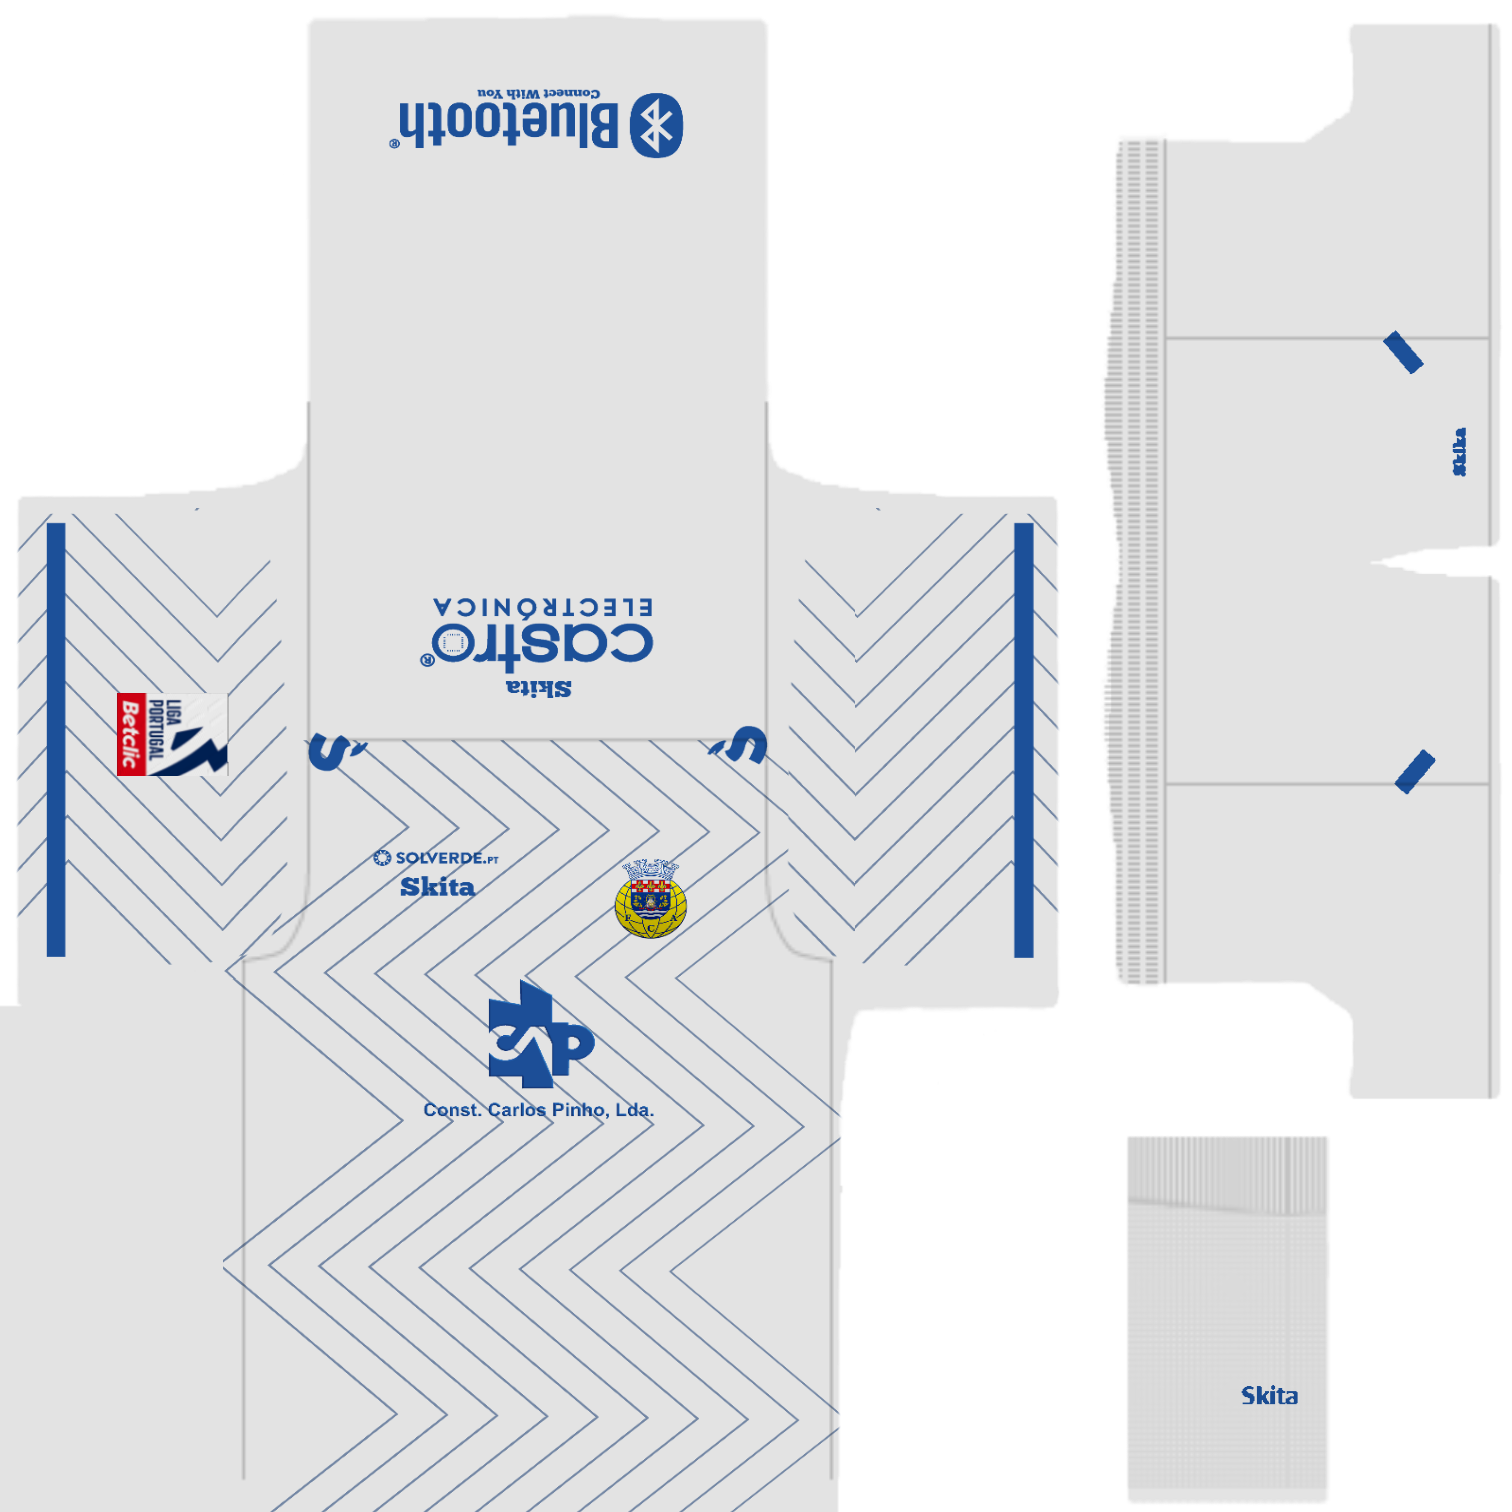 Bluetooth®
Connect With You
Skita
castro®
ELECTRÓNICA
S
S
LIGA
PORTUGAL
Betclic
SOLVERDE.PT
Skita
F C A
CAP
Const. Carlos Pinho, Lda.
Skita
Skita